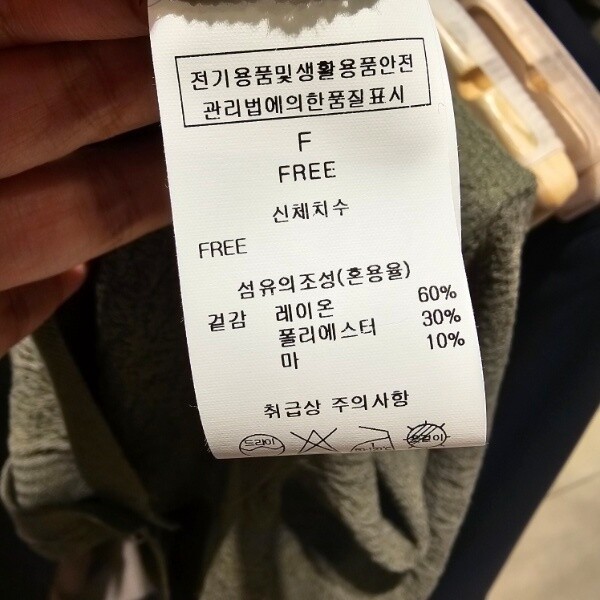 전기용품및생활용품안전
관리법에의한품질표시
F
FREE
신체치수
FREE
섬유의조성(혼용율)
겉감 레이온 60%
폴리에스터 30%
마 10%
취급상 주의사항
드라이